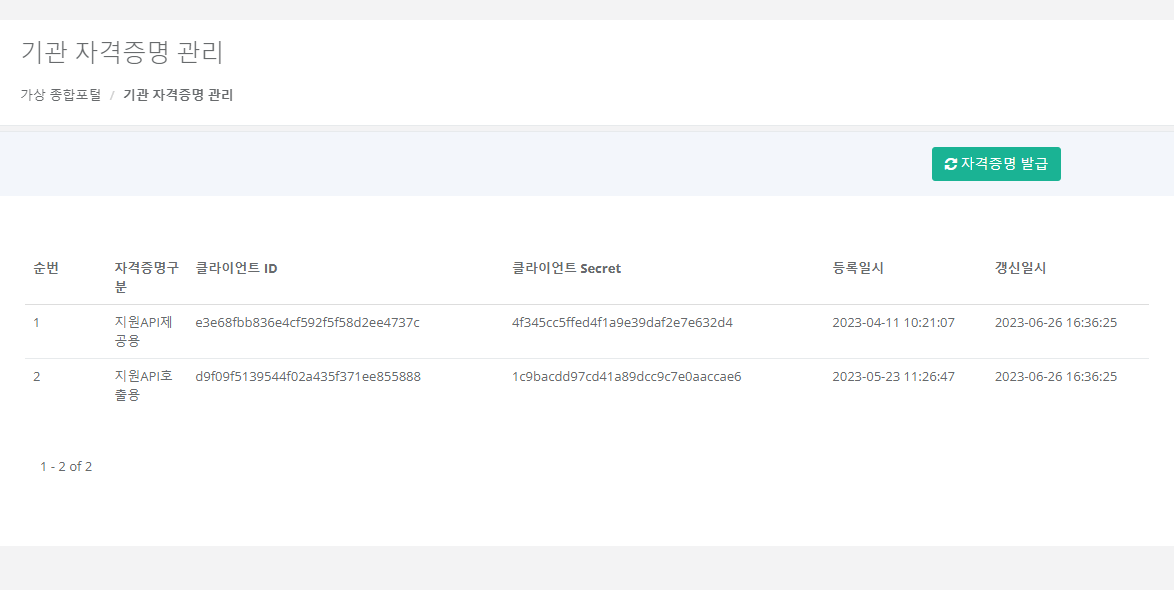 기관 자격증명 관리
가상 종합포털 / 기관 자격증명 관리
자격증명 발급
순번 자격증명구분 클라이언트 ID 클라이언트 Secret 등록일시 갱신일시
1 지원API제공용 e3e68fbb836e4cf592f5f58d2ee4737c 4f345cc5ffed4f1a9e39daf2e7e632d4 2023-04-11 10:21:07 2023-06-26 16:36:25
2 지원API호출용 d9f09f5139544f02a435f371ee855888 1c9bacdd97cd41a89dcc9c7e0aaccae6 2023-05-23 11:26:47 2023-06-26 16:36:25
1 - 2 of 2